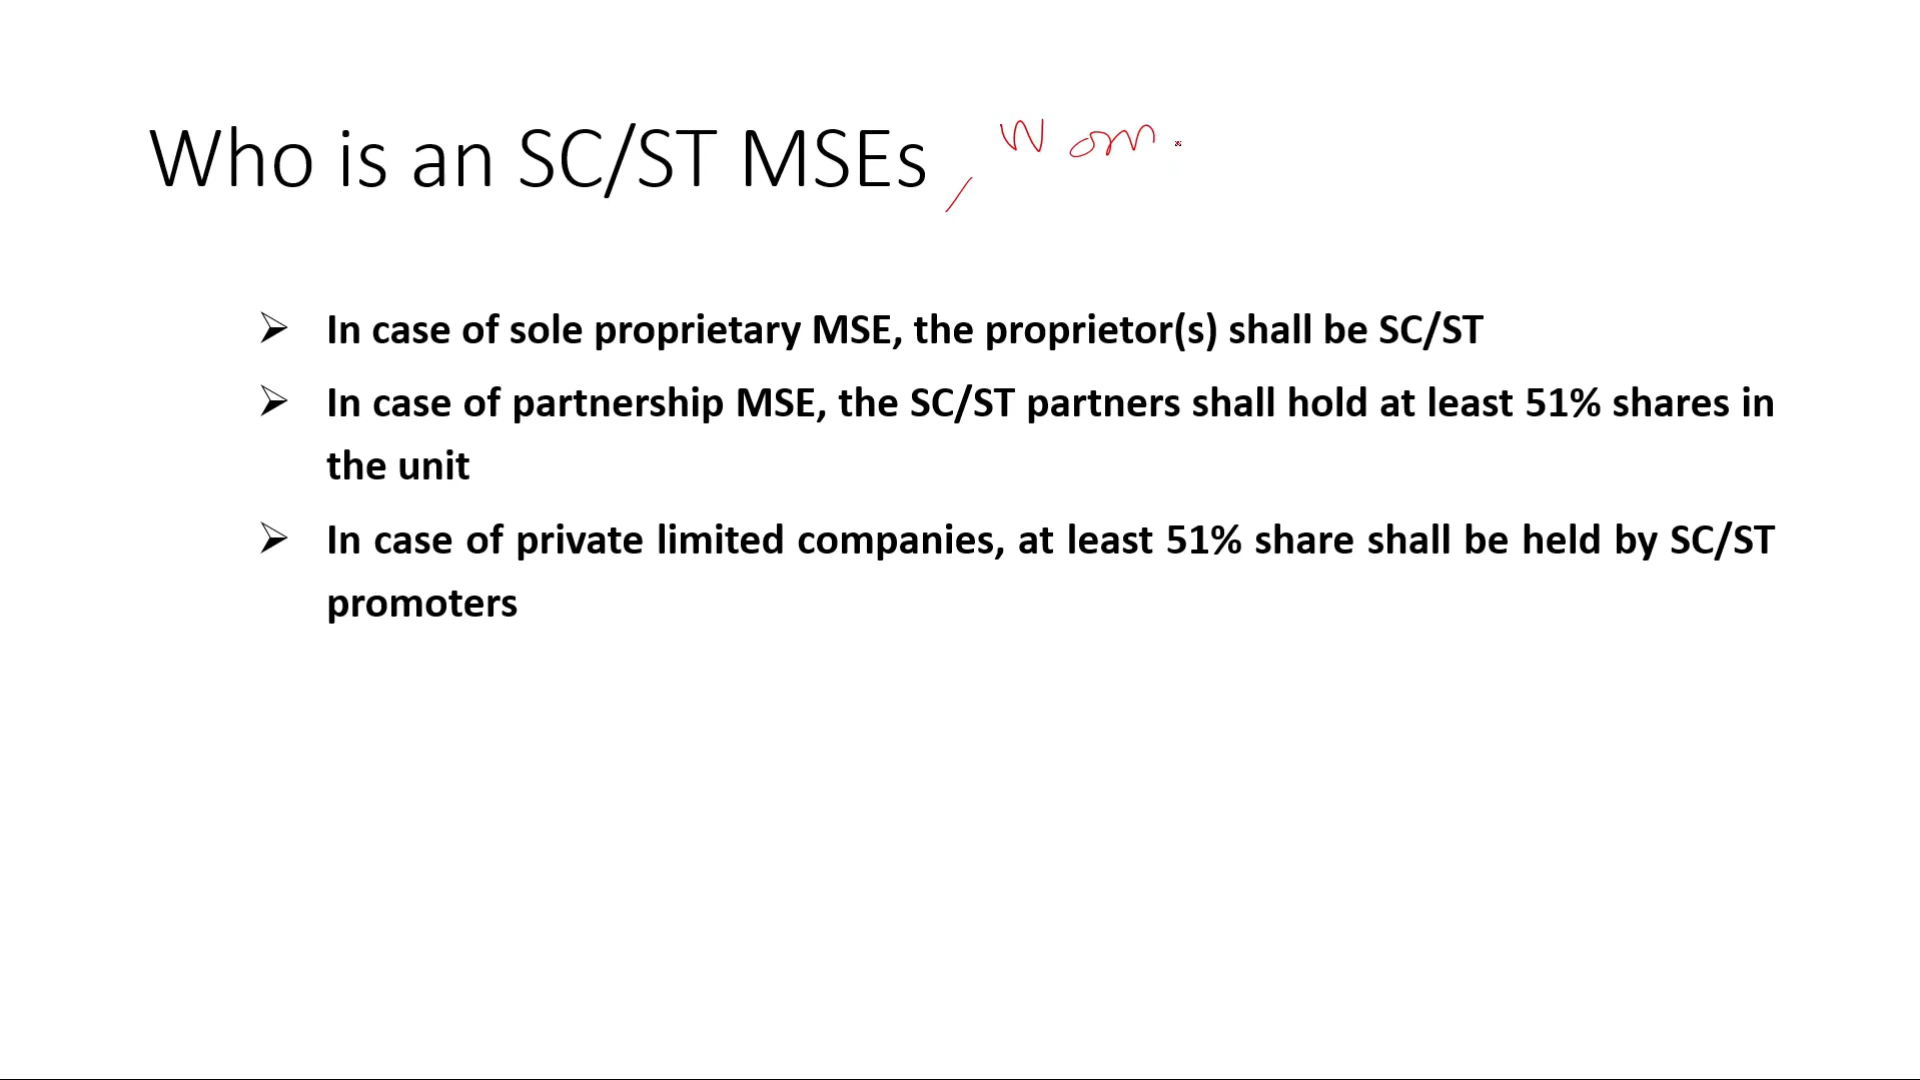 Who is an SC/ST MSEs , Wom
➢ In case of sole proprietary MSE, the proprietor(s) shall be SC/ST
➢ In case of partnership MSE, the SC/ST partners shall hold at least 51% shares in
the unit
➢ In case of private limited companies, at least 51% share shall be held by SC/ST
promoters